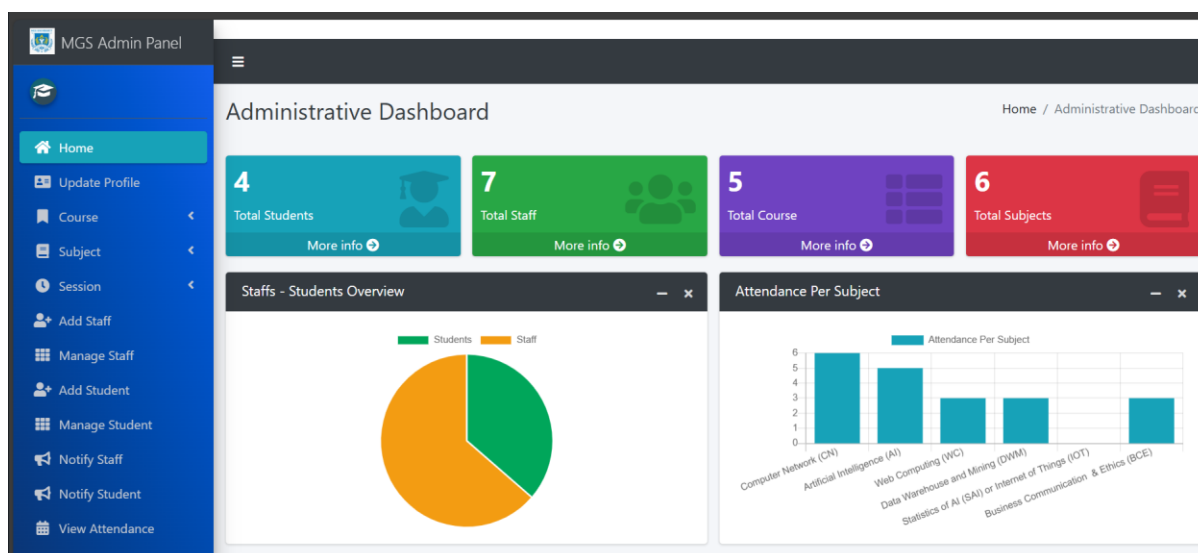 MGS Admin Panel
Home
Update Profile
Course
Subject
Session
Add Staff
Manage Staff
Add Student
Manage Student
Notify Staff
Notify Student
View Attendance
Administrative Dashboard
Home / Administrative Dashboard
4
Total Students
More info
7
Total Staff
More info
5
Total Course
More info
6
Total Subjects
More info
Staffs - Students Overview
Students Staff
Attendance Per Subject
Attendance Per Subject
6
5
4
3
2
1
0
Computer Network (CN)
Artificial Intelligence (AI)
Web Computing (WC)
Data Warehouse and Mining (DWM)
Statistics of AI (SAI) or Internet of Things (IOT)
Business Communication & Ethics (BCE)